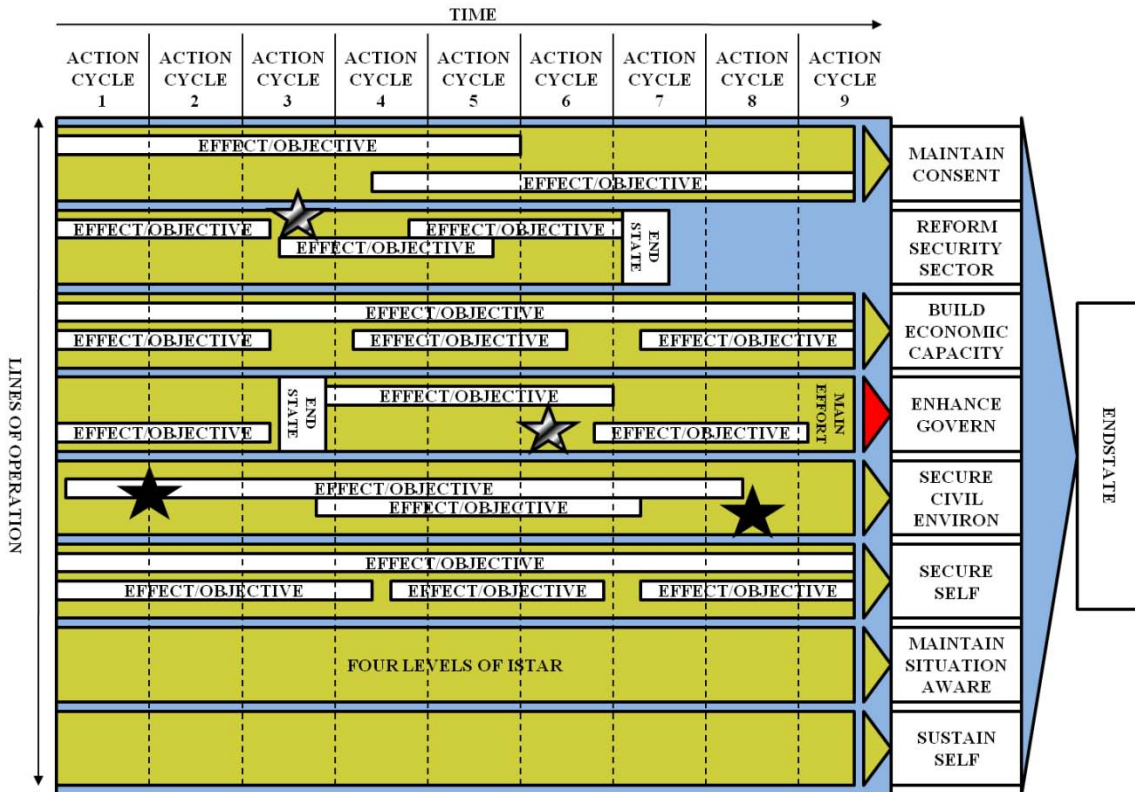 TIME
ACTION
CYCLE
1
ACTION
CYCLE
2
ACTION
CYCLE
3
ACTION
CYCLE
4
ACTION
CYCLE
5
ACTION
CYCLE
6
ACTION
CYCLE
7
ACTION
CYCLE
8
ACTION
CYCLE
9
LINES OF OPERATION
EFFECT/OBJECTIVE
EFFECT/OBJECTIVE
MAINTAIN
CONSENT
EFFECT/OBJECTIVE
EFFECT/OBJECTIVE
EFFECT/OBJECTIVE
END
STATE
REFORM
SECURITY
SECTOR
EFFECT/OBJECTIVE
EFFECT/OBJECTIVE
EFFECT/OBJECTIVE
EFFECT/OBJECTIVE
BUILD
ECONOMIC
CAPACITY
EFFECT/OBJECTIVE
END
STATE
EFFECT/OBJECTIVE
EFFECT/OBJECTIVE
MAIN
EFFORT
ENHANCE
GOVERN
EFFECT/OBJECTIVE
EFFECT/OBJECTIVE
SECURE
CIVIL
ENVIRON
EFFECT/OBJECTIVE
EFFECT/OBJECTIVE
EFFECT/OBJECTIVE
EFFECT/OBJECTIVE
SECURE
SELF
FOUR LEVELS OF ISTAR
MAINTAIN
SITUATION
AWARE
SUSTAIN
SELF
ENDSTATE